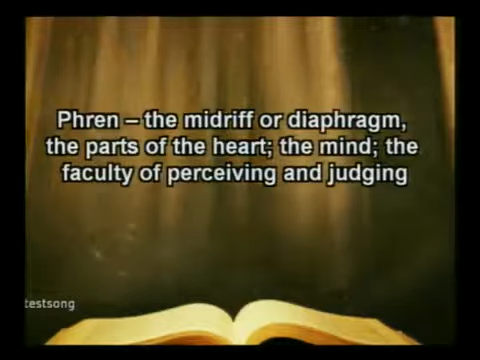 Phren – the midriff or diaphragm,
the parts of the heart; the mind; the
faculty of perceiving and judging
testsong